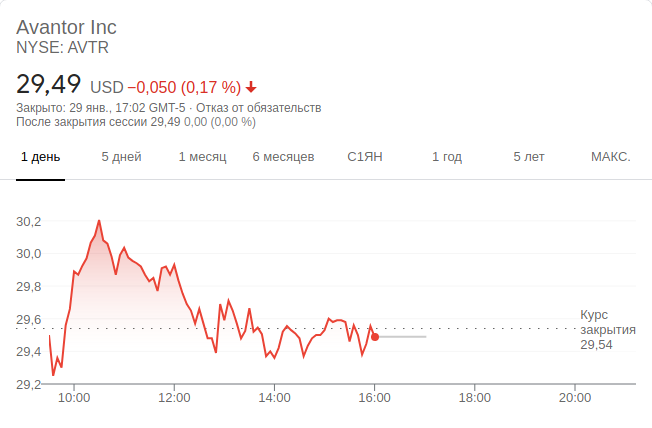 Avantor Inc
NYSE: AVTR
29,49 USD −0,050 (0,17 %)
Закрыто: 29 янв., 17:02 GMT-5 · Отказ от обязательств
После закрытия сессии 29,49 0,00 (0,00 %)
1 день 5 дней 1 месяц 6 месяцев С1ЯН 1 год 5 лет МАКС.
30,2
30,0
29,8
29,6
29,4
29,2
Курс
закрытия
29,54
10:00 12:00 14:00 16:00 18:00 20:00